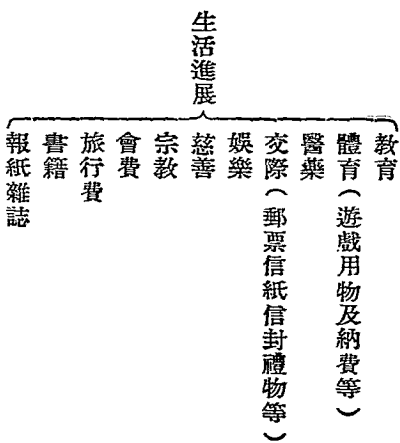 生活進展
教育
體育（遊戲用物及納費等）
醫藥
交際（郵票信紙信封禮物等）
娛樂
慈善
宗教
會費
旅行費
書籍
報紙雜誌